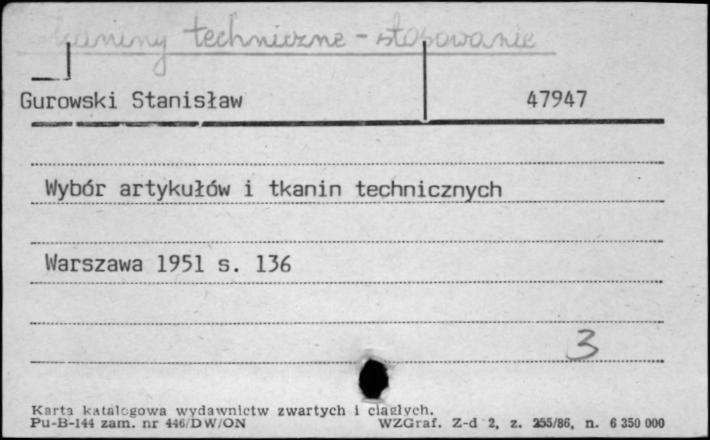 tkaniny techniczne - stosowanie
Gurowski Stanisław 47947
Wybór artykułów i tkanin technicznych
Warszawa 1951 s. 136
3
Karta katalogowa wydawnictw zwartych i ciągłych.
Pu-B-144 zam. nr 446/DW/ON WZGraf. Z-d 2, z. 255/86, n. 6 350 000